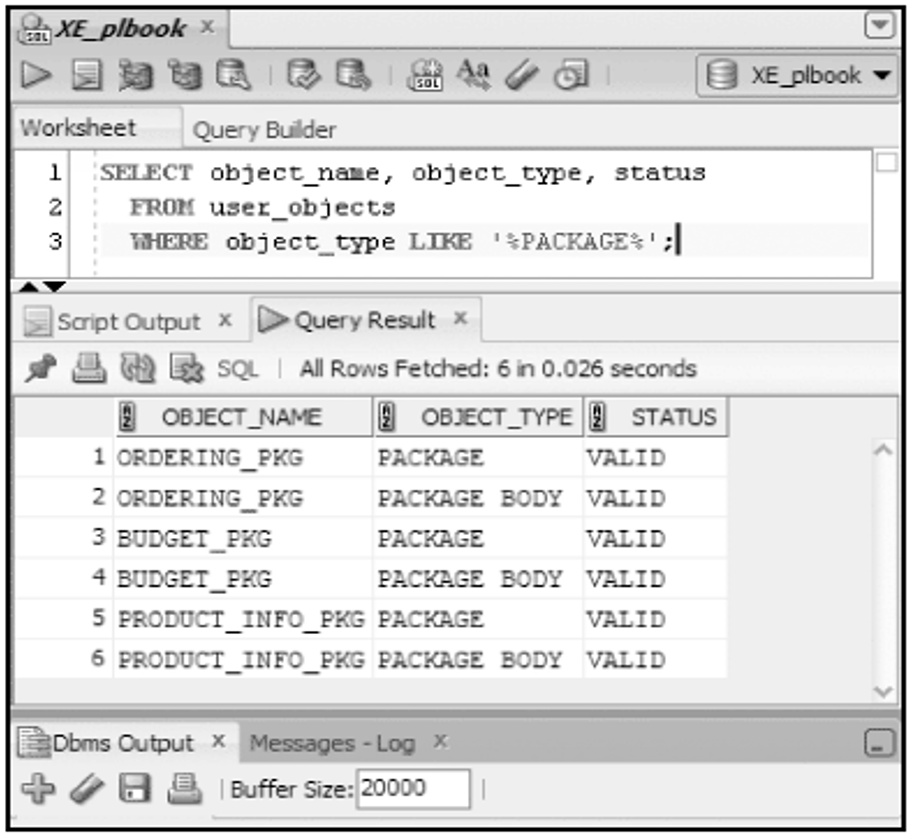 XE_plbook
XE_plbook
Worksheet Query Builder
1 SELECT object_name, object_type, status
2 FROM user_objects
3 WHERE object_type LIKE '%PACKAGE%';
Script Output x Query Result x
SQL | All Rows Fetched: 6 in 0.026 seconds
OBJECT_NAME OBJECT_TYPE STATUS
1 ORDERING_PKG PACKAGE VALID
2 ORDERING_PKG PACKAGE BODY VALID
3 BUDGET_PKG PACKAGE VALID
4 BUDGET_PKG PACKAGE BODY VALID
5 PRODUCT_INFO_PKG PACKAGE VALID
6 PRODUCT_INFO_PKG PACKAGE BODY VALID
Dbms Output x Messages - Log x
Buffer Size: 20000